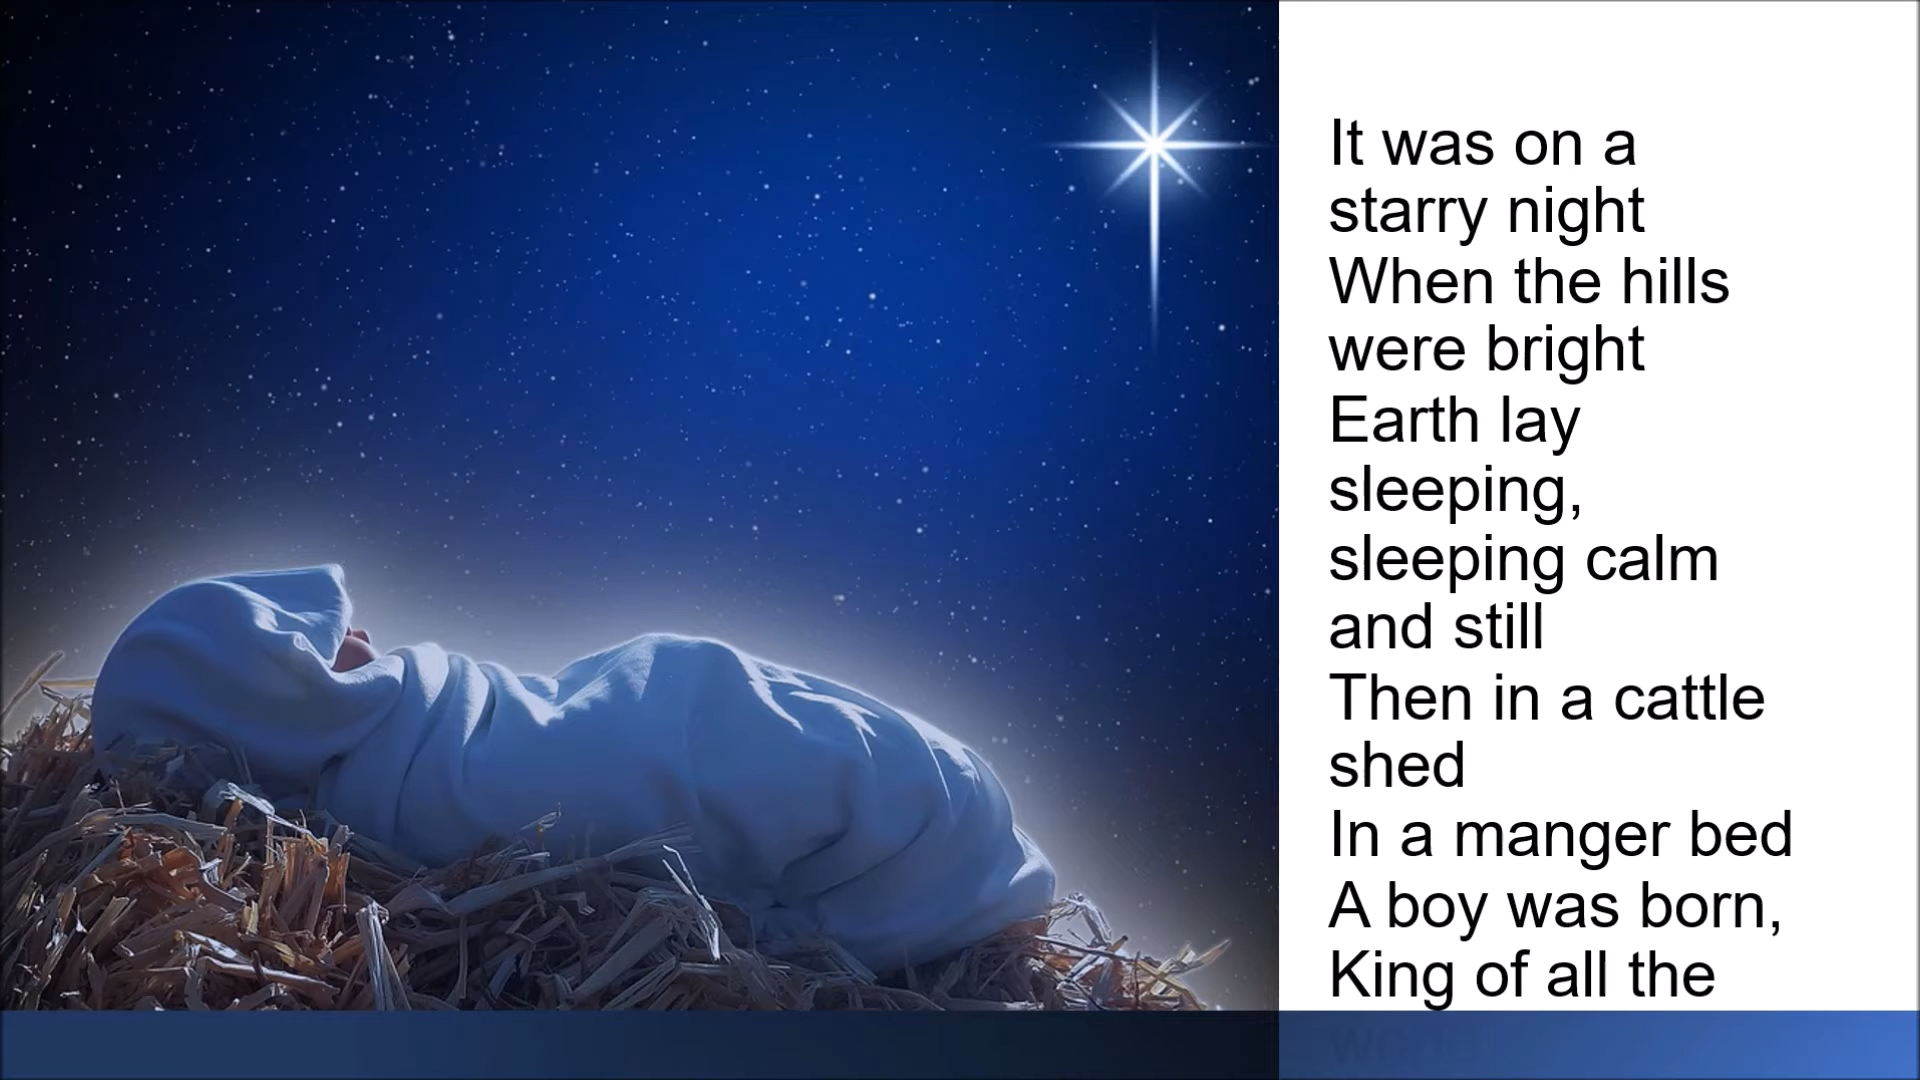 It was on a
starry night
When the hills
were bright
Earth lay
sleeping,
sleeping calm
and still
Then in a cattle
shed
In a manger bed
A boy was born,
King of all the